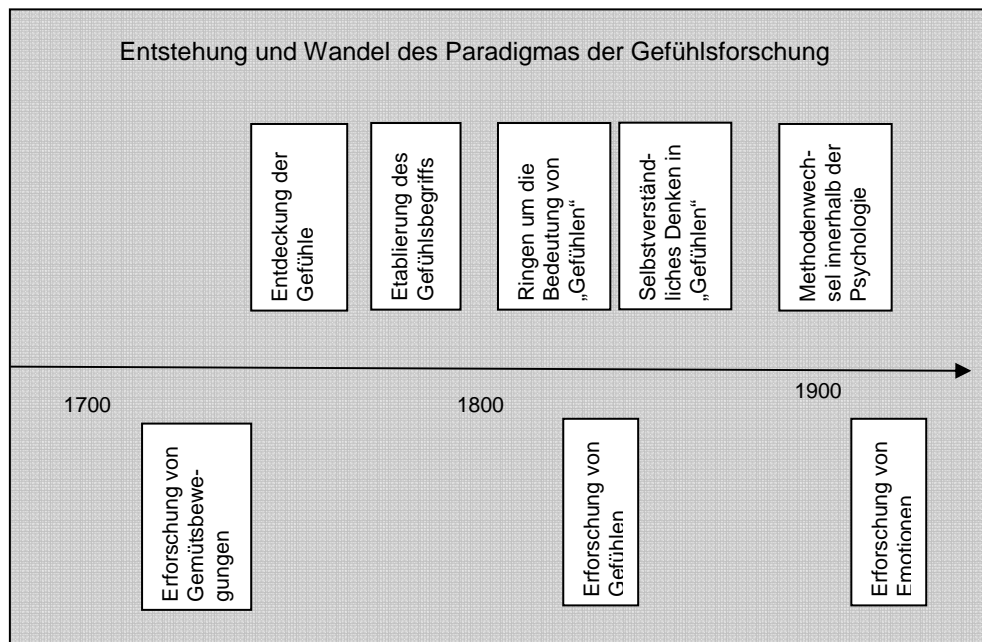 Entstehung und Wandel des Paradigmas der Gefühlsforschung
Entdeckung der
Gefühle
Etablierung des
Gefühlsbegriffs
Ringen um die
Bedeutung von
„Gefühlen“
Selbstverständ-
liches Denken in
„Gefühlen“
Methodenwech-
sel innerhalb der
Psychologie
1700
1800
1900
Erforschung von
Gemütsbewe-
gungen
Erforschung von
Gefühlen
Erforschung von
Emotionen